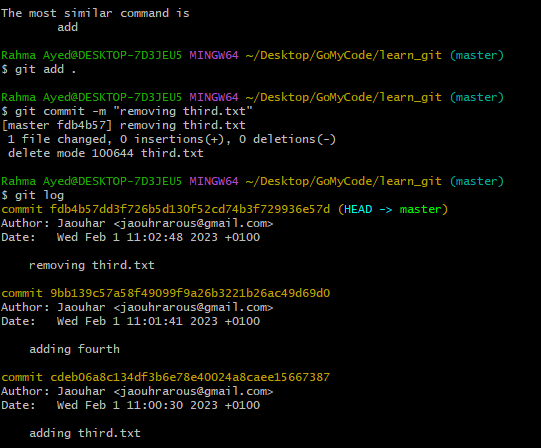 The most similar command is
        add

Rahma Ayed@DESKTOP-7D3JEU5 MINGW64 ~/Desktop/GoMyCode/learn_git (master)
$ git add .

Rahma Ayed@DESKTOP-7D3JEU5 MINGW64 ~/Desktop/GoMyCode/learn_git (master)
$ git commit -m "removing third.txt"
[master fdb4b57] removing third.txt
 1 file changed, 0 insertions(+), 0 deletions(-)
 delete mode 100644 third.txt

Rahma Ayed@DESKTOP-7D3JEU5 MINGW64 ~/Desktop/GoMyCode/learn_git (master)
$ git log
commit fdb4b57dd3f726b5d130f52cd74b3f729936e57d (HEAD -> master)
Author: Jaouhar <jaouhrarous@gmail.com>
Date:   Wed Feb 1 11:02:48 2023 +0100

    removing third.txt

commit 9bb139c57a58f49099f9a26b3221b26ac49d69d0
Author: Jaouhar <jaouhrarous@gmail.com>
Date:   Wed Feb 1 11:01:41 2023 +0100

    adding fourth

commit cdeb06a8c134df3b6e78e40024a8caee15667387
Author: Jaouhar <jaouhrarous@gmail.com>
Date:   Wed Feb 1 11:00:30 2023 +0100

    adding third.txt